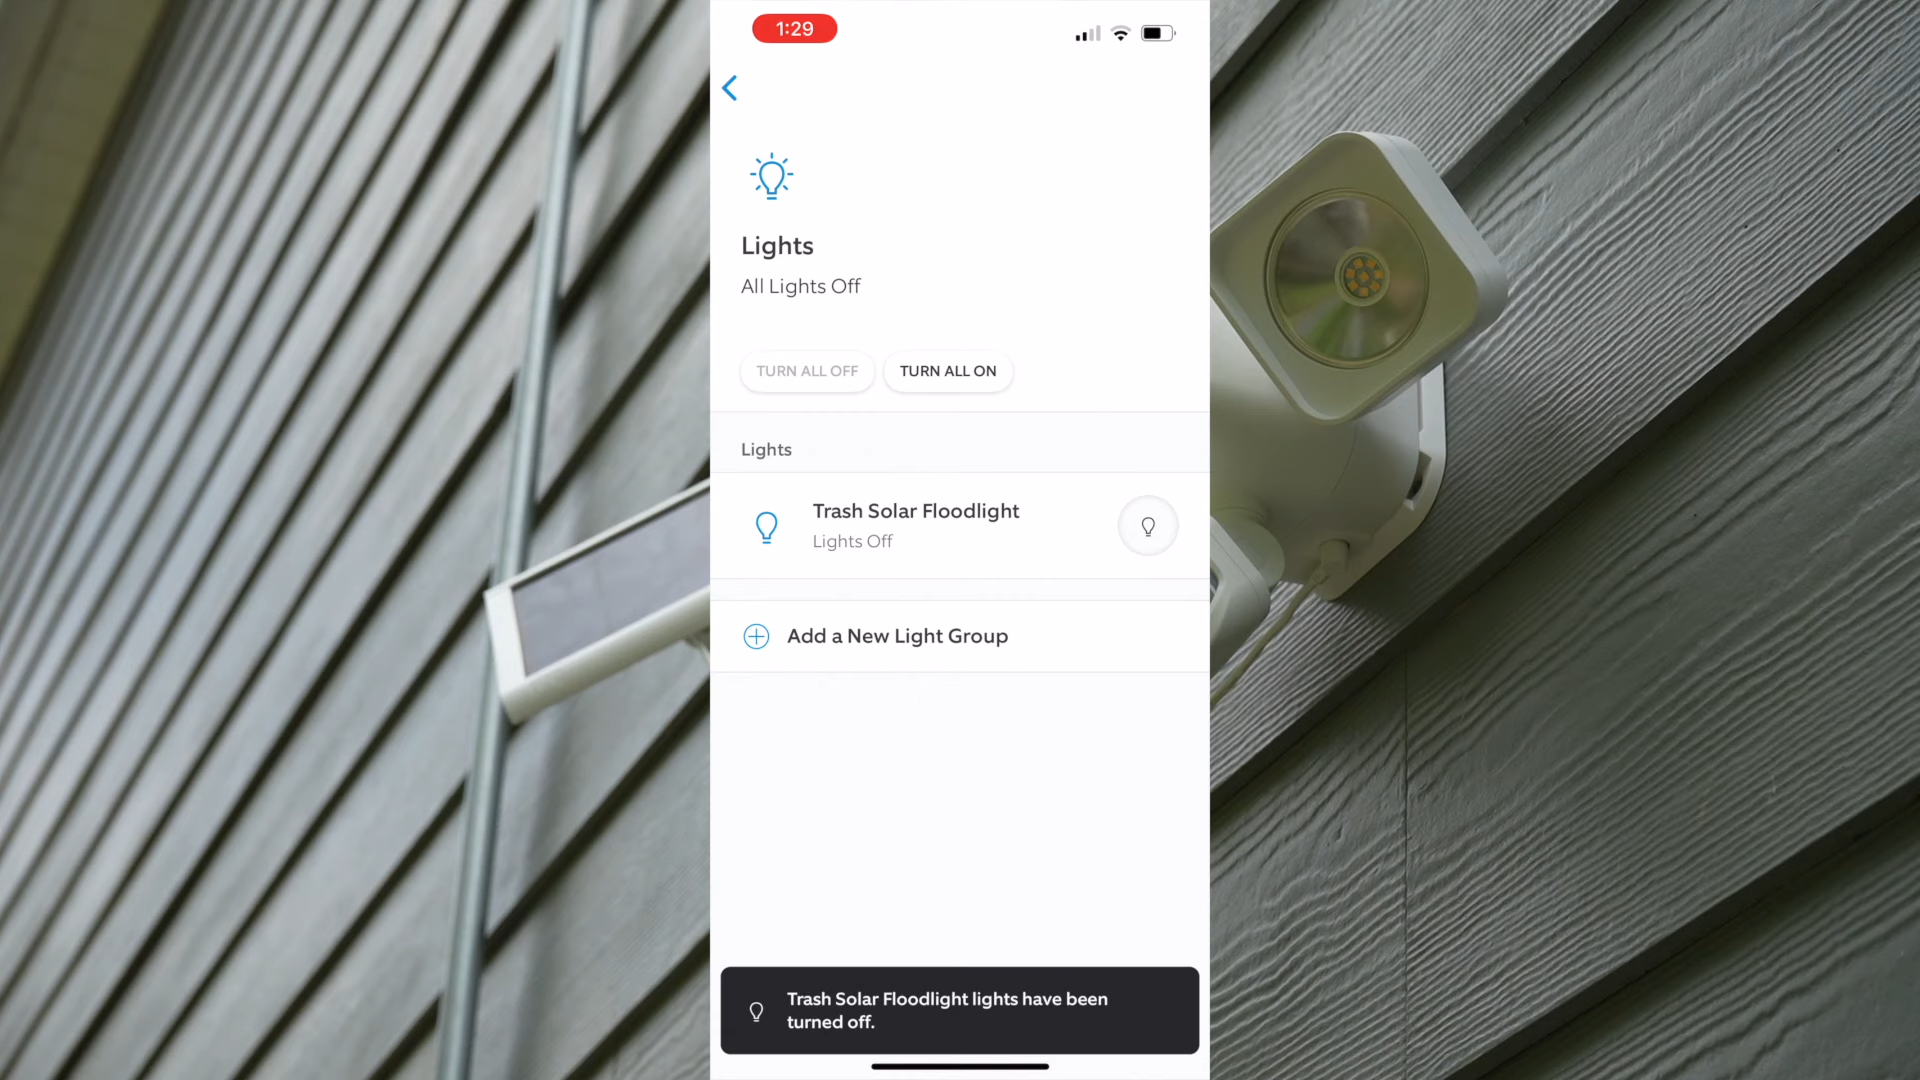 1:29
Lights
All Lights Off
TURN ALL OFF
TURN ALL ON
Lights
Trash Solar Floodlight
Lights Off
Add a New Light Group
Trash Solar Floodlight lights have been
turned off.